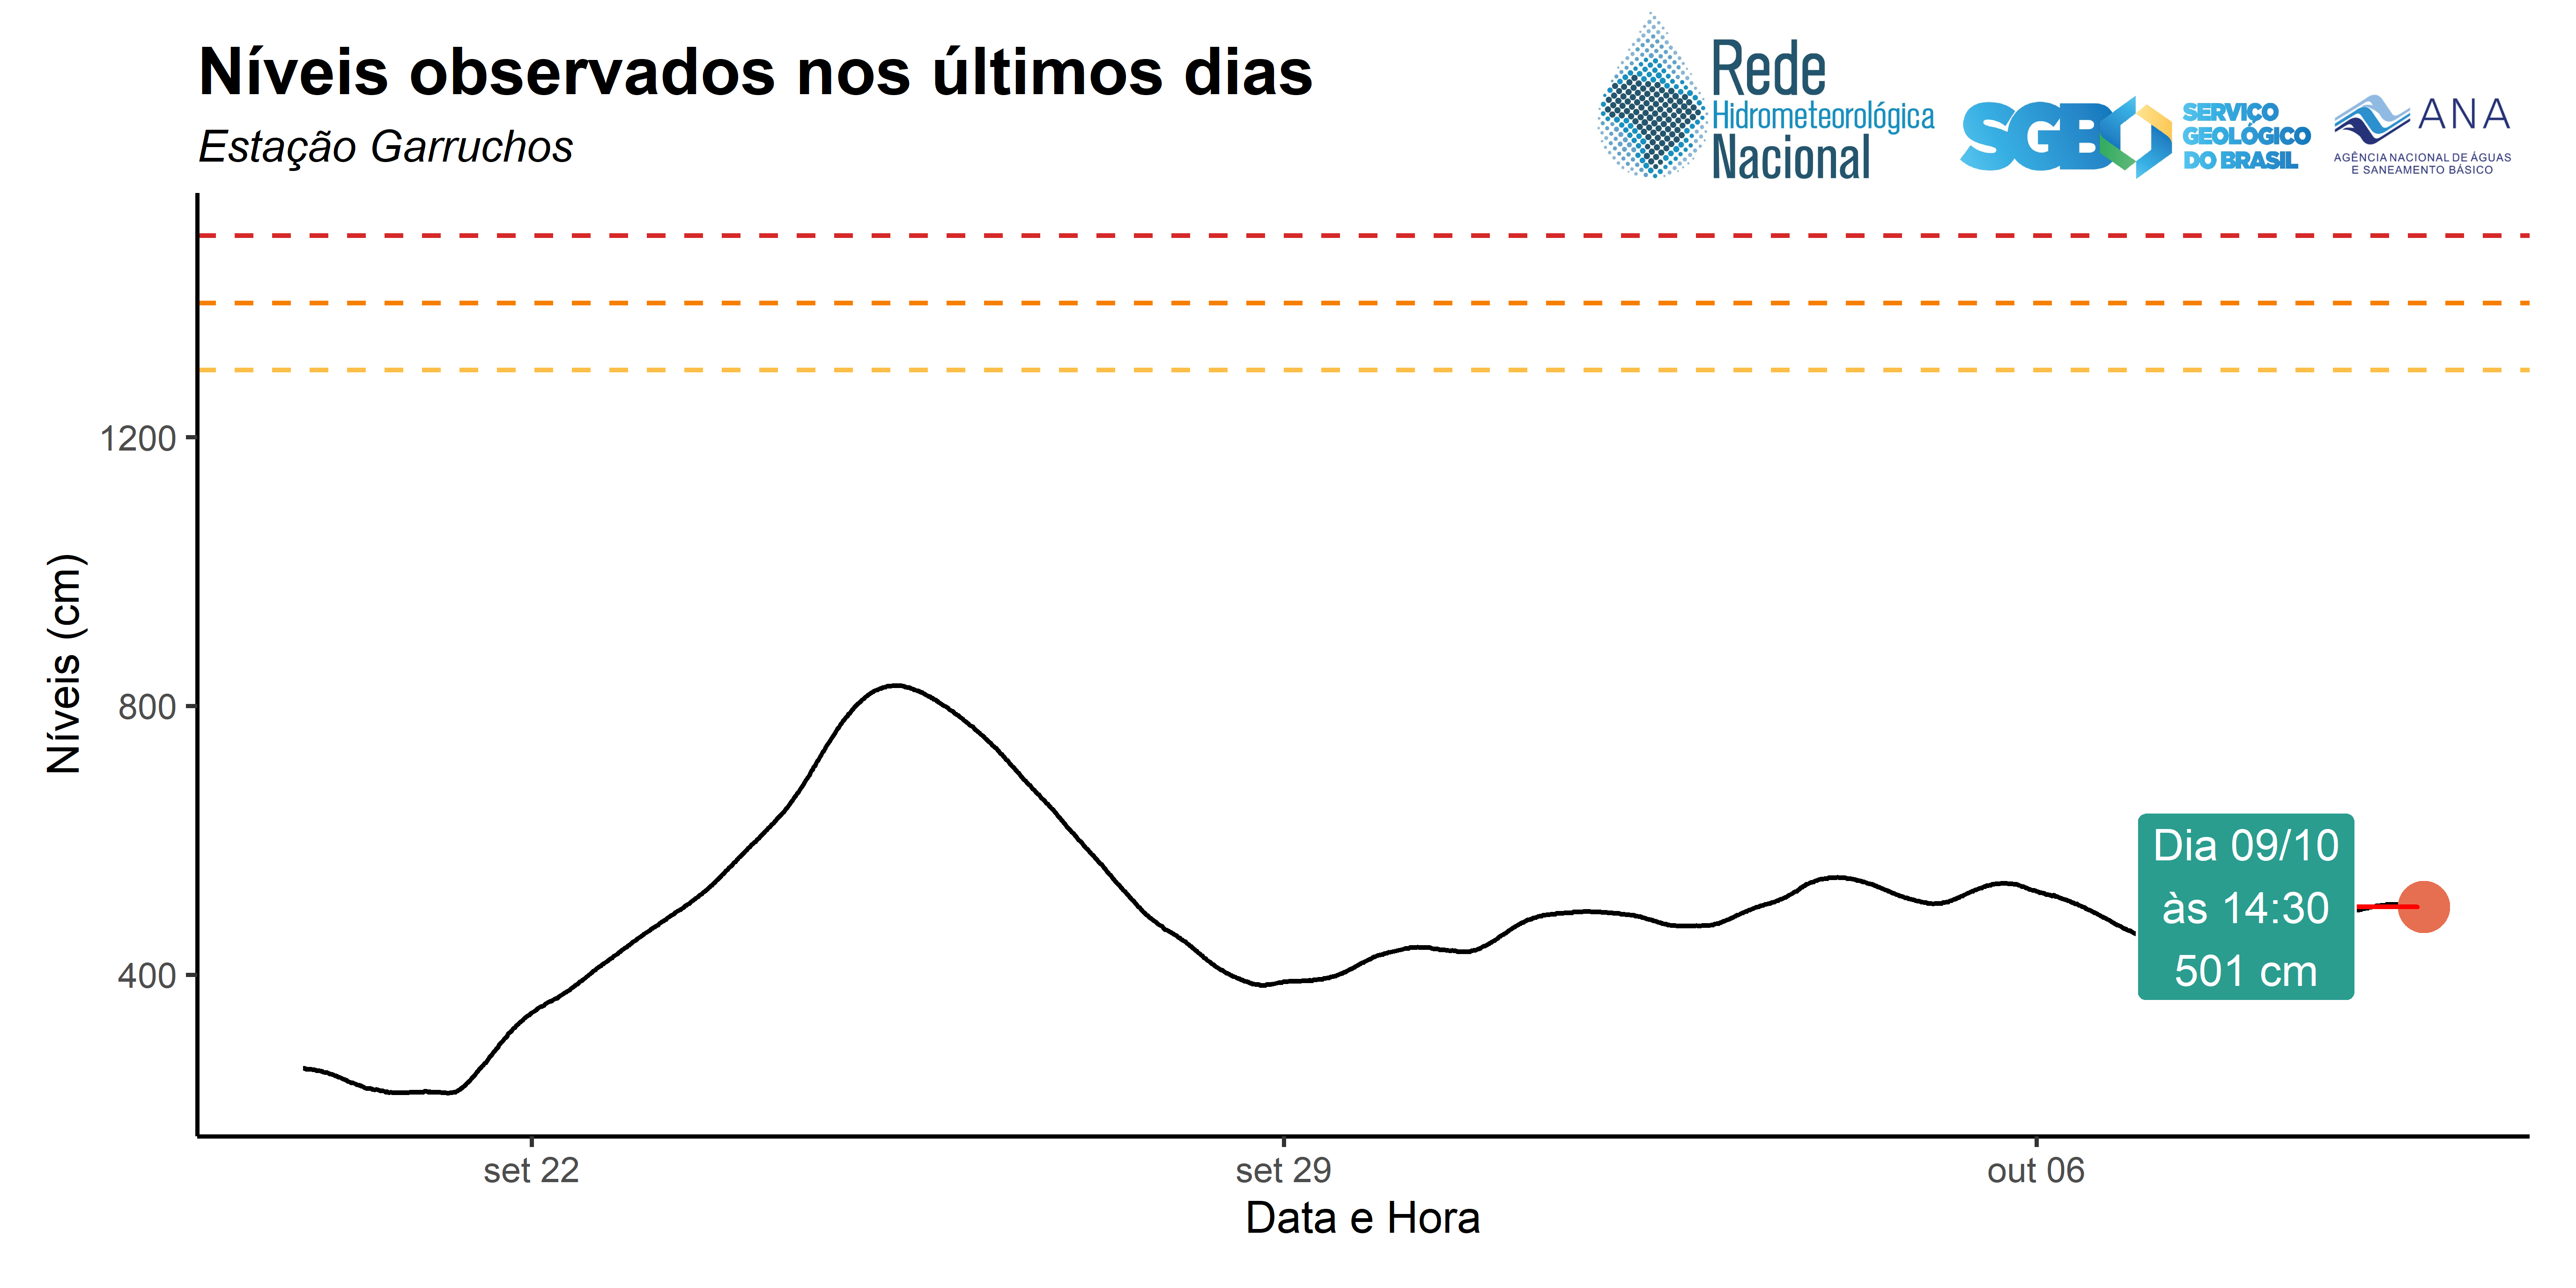 Níveis observados nos últimos dias
Estação Garruchos
Rede
Hidrometeorológica
Nacional
SGB
SERVIÇO
GEOLÓGICO
DO BRASIL
ANA
AGÊNCIA NACIONAL DE ÁGUAS
E SANEAMENTO BÁSICO
Níveis (cm)
1200
800
400
Dia 09/10
às 14:30
501 cm
set 22
set 29
out 06
Data e Hora